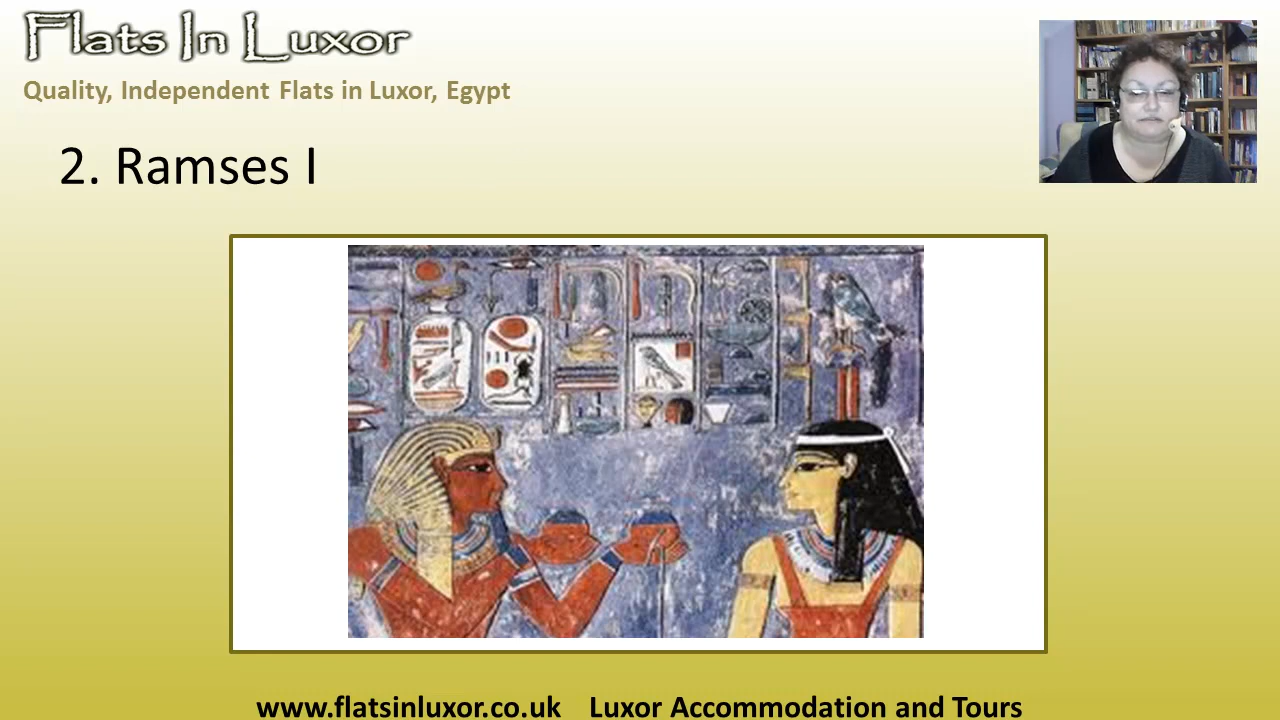 Flats In Luxor
Quality, Independent Flats in Luxor, Egypt
2. Ramses I
www.flatsinluxor.co.uk Luxor Accommodation and Tours